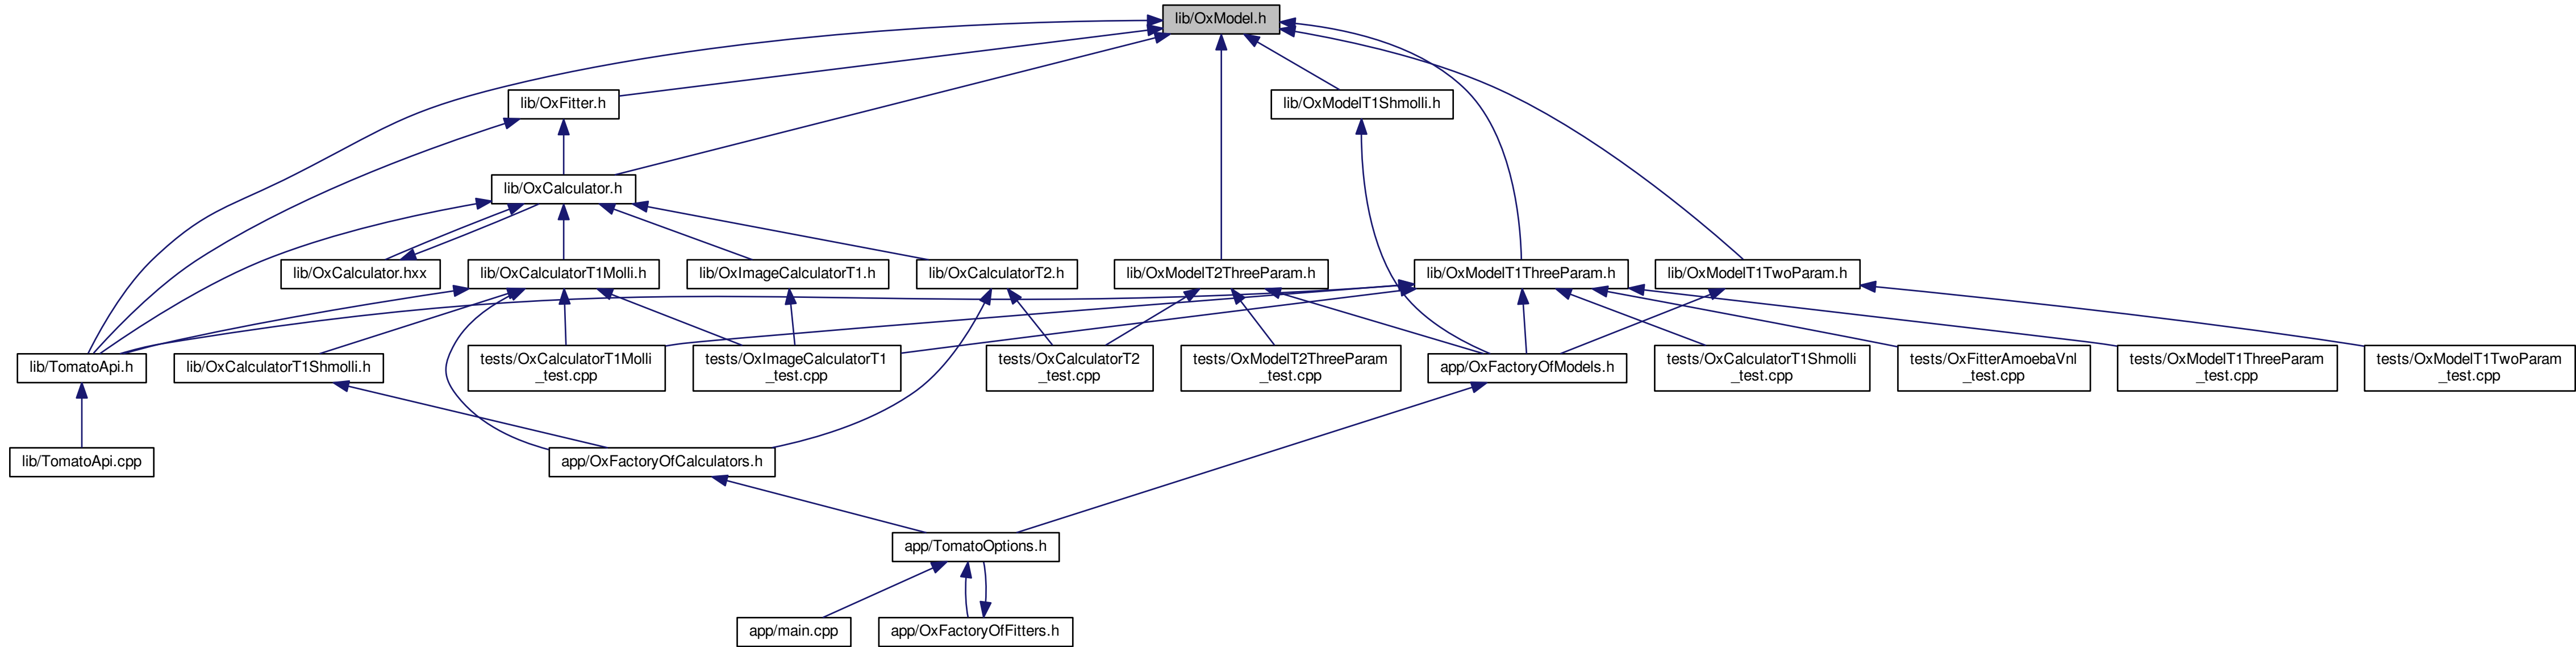 lib/OxModel.h
lib/OxFitter.h
lib/OxModelT1Shmolli.h
lib/OxCalculator.h
lib/OxCalculator.hxx
lib/OxCalculatorT1Molli.h
lib/OxImageCalculatorT1.h
lib/OxCalculatorT2.h
lib/OxModelT2ThreeParam.h
lib/OxModelT1ThreeParam.h
lib/OxModelT1TwoParam.h
lib/TomatoApi.h
lib/OxCalculatorT1Shmolli.h
tests/OxCalculatorT1Molli
_test.cpp
tests/OxImageCalculatorT1
_test.cpp
tests/OxCalculatorT2
_test.cpp
tests/OxModelT2ThreeParam
_test.cpp
app/OxFactoryOfModels.h
tests/OxCalculatorT1Shmolli
_test.cpp
tests/OxFitterAmoebaVnl
_test.cpp
tests/OxModelT1ThreeParam
_test.cpp
tests/OxModelT1TwoParam
_test.cpp
lib/TomatoApi.cpp
app/OxFactoryOfCalculators.h
app/TomatoOptions.h
app/main.cpp
app/OxFactoryOfFitters.h